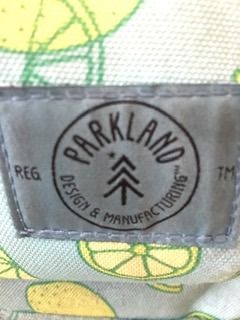 PARKLAND
REG. TM
DESIGN & MANUFACTURING™